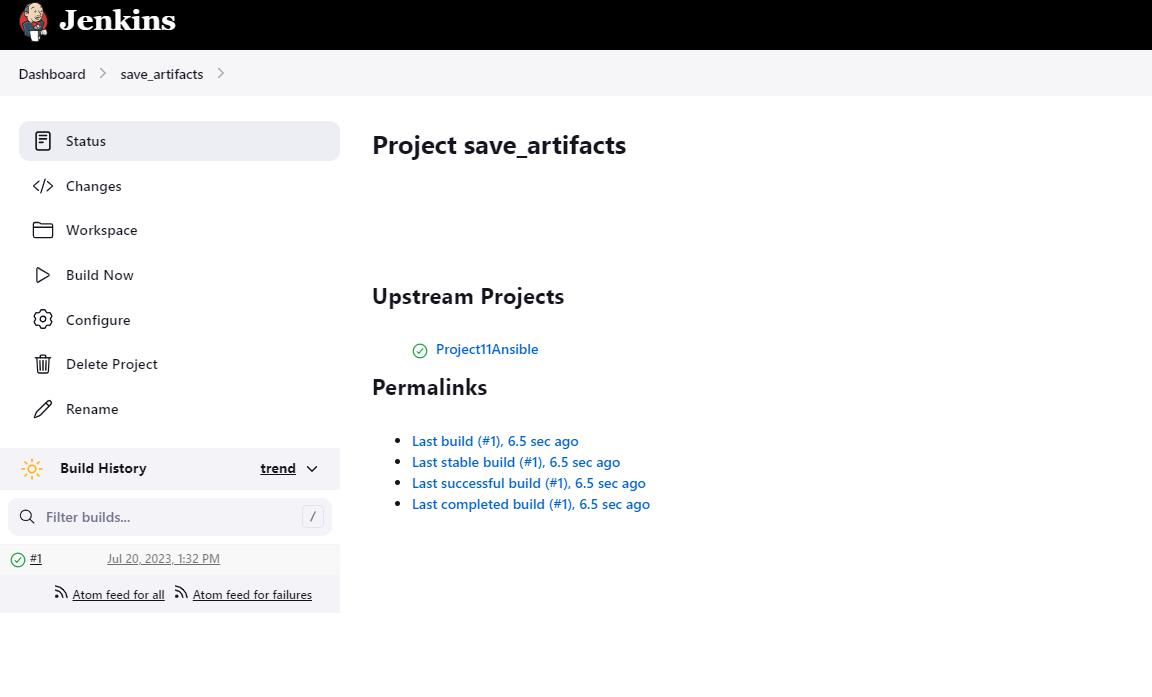 Jenkins
Dashboard
save_artifacts
Status
Changes
Workspace
Build Now
Configure
Delete Project
Rename
Build History trend
Filter builds... /
#1 Jul 20, 2023, 1:32 PM
Atom feed for all Atom feed for failures
Project save_artifacts
Upstream Projects
Project11Ansible
Permalinks
Last build (#1), 6.5 sec ago
Last stable build (#1), 6.5 sec ago
Last successful build (#1), 6.5 sec ago
Last completed build (#1), 6.5 sec ago